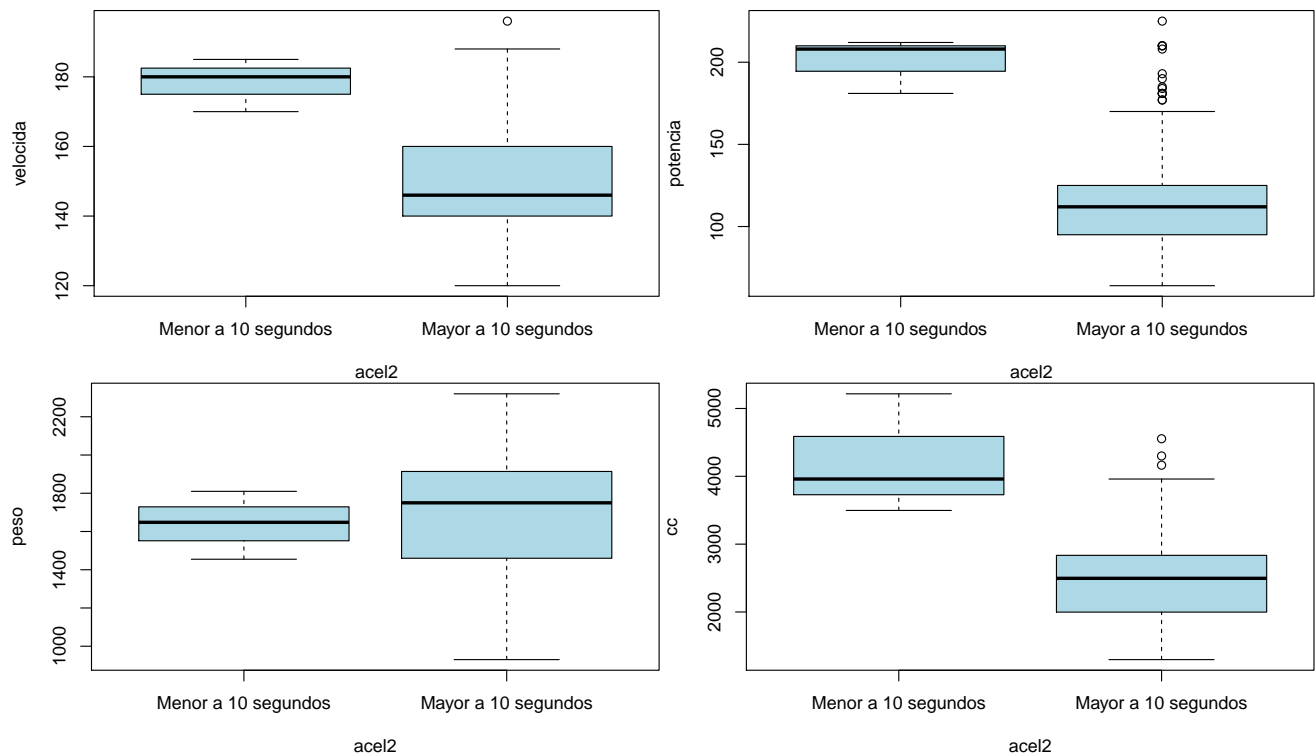 velocida
120
140
160
180
Menor a 10 segundos
Mayor a 10 segundos
acel2
potencia
100
150
200
Menor a 10 segundos
Mayor a 10 segundos
acel2
peso
1000
1400
1800
2200
Menor a 10 segundos
Mayor a 10 segundos
acel2
cc
2000
3000
4000
5000
Menor a 10 segundos
Mayor a 10 segundos
acel2